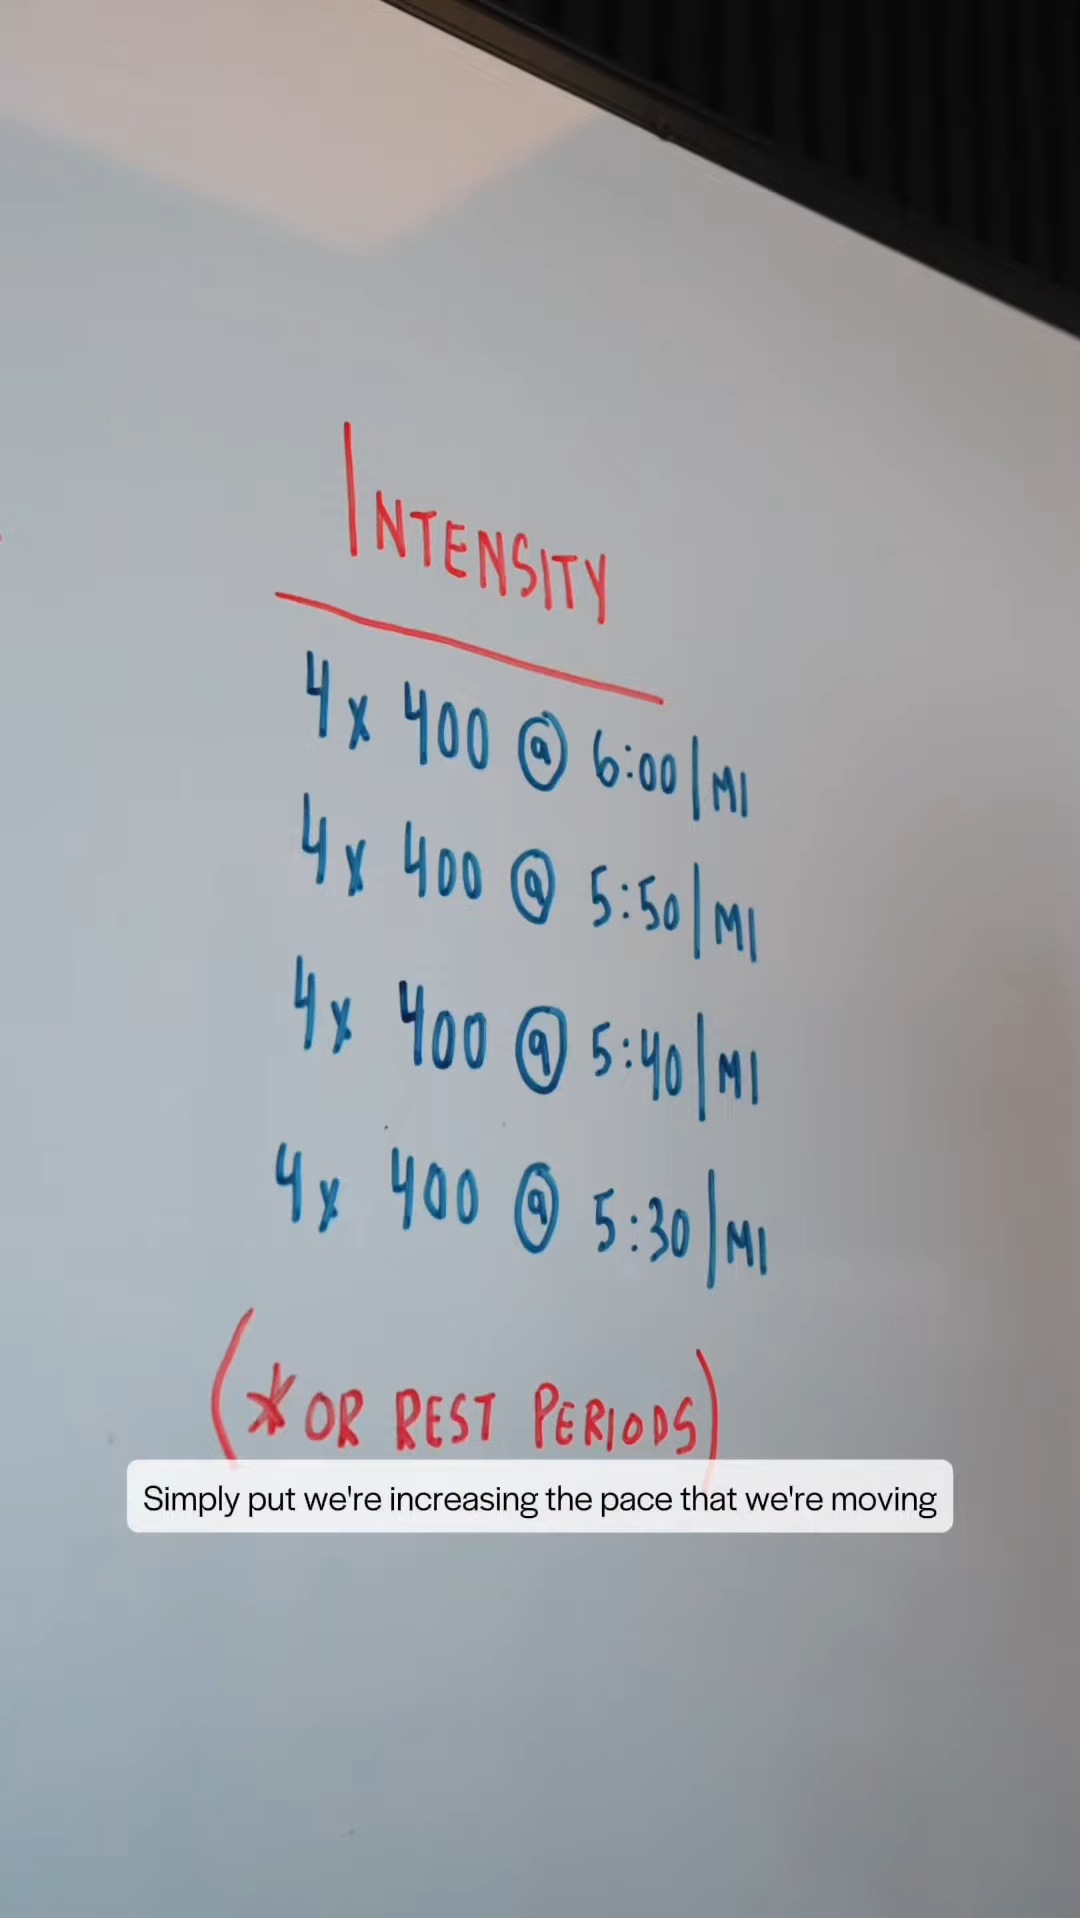 INTENSITY
4x 400 @ 6:00/MI
4x 400 @ 5:50/MI
4x 400 @ 5:40/MI
4x 400 @ 5:30/MI
(*OR REST PERIODS)
Simply put we're increasing the pace that we're moving